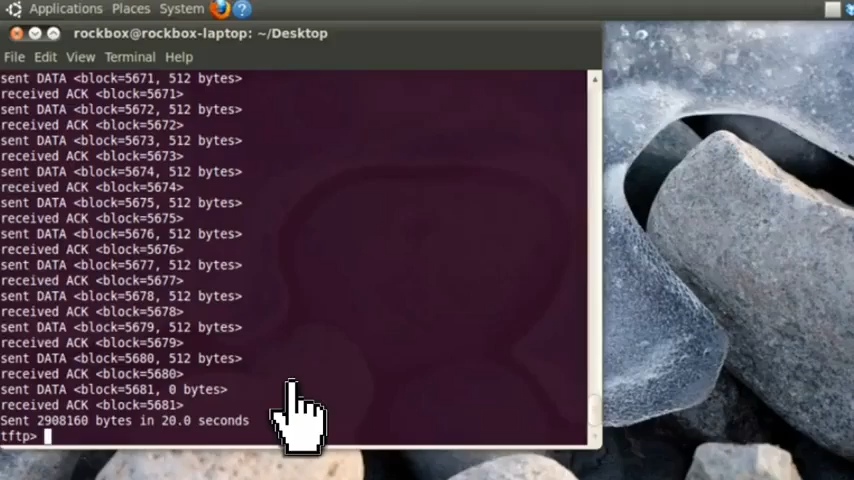 Applications Places System
rockbox@rockbox-laptop: ~/Desktop
File Edit View Terminal Help
sent DATA <block=5671, 512 bytes>
received ACK <block=5671>
sent DATA <block=5672, 512 bytes>
received ACK <block=5672>
sent DATA <block=5673, 512 bytes>
received ACK <block=5673>
sent DATA <block=5674, 512 bytes>
received ACK <block=5674>
sent DATA <block=5675, 512 bytes>
received ACK <block=5675>
sent DATA <block=5676, 512 bytes>
received ACK <block=5676>
sent DATA <block=5677, 512 bytes>
received ACK <block=5677>
sent DATA <block=5678, 512 bytes>
received ACK <block=5678>
sent DATA <block=5679, 512 bytes>
received ACK <block=5679>
sent DATA <block=5680, 512 bytes>
received ACK <block=5680>
sent DATA <block=5681, 0 bytes>
received ACK <block=5681>
Sent 2908160 bytes in 20.0 seconds
tftp>